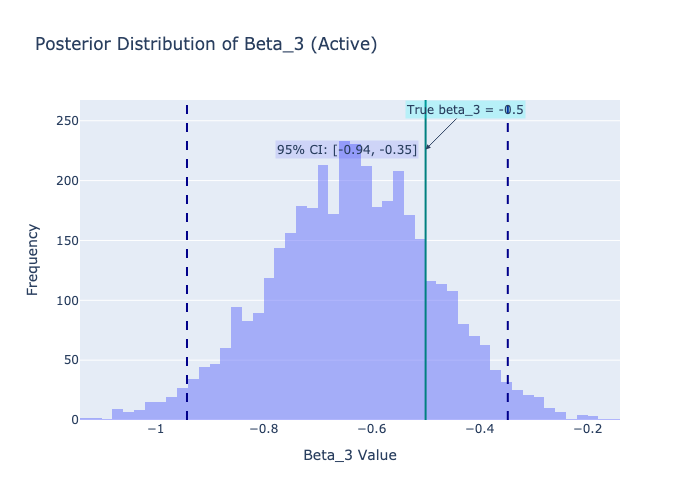 Posterior Distribution of Beta_3 (Active)
True beta_3 = -0.5
95% CI: [-0.94, -0.35]
250
200
150
100
50
0
Frequency
−1
−0.8
−0.6
−0.4
−0.2
Beta_3 Value